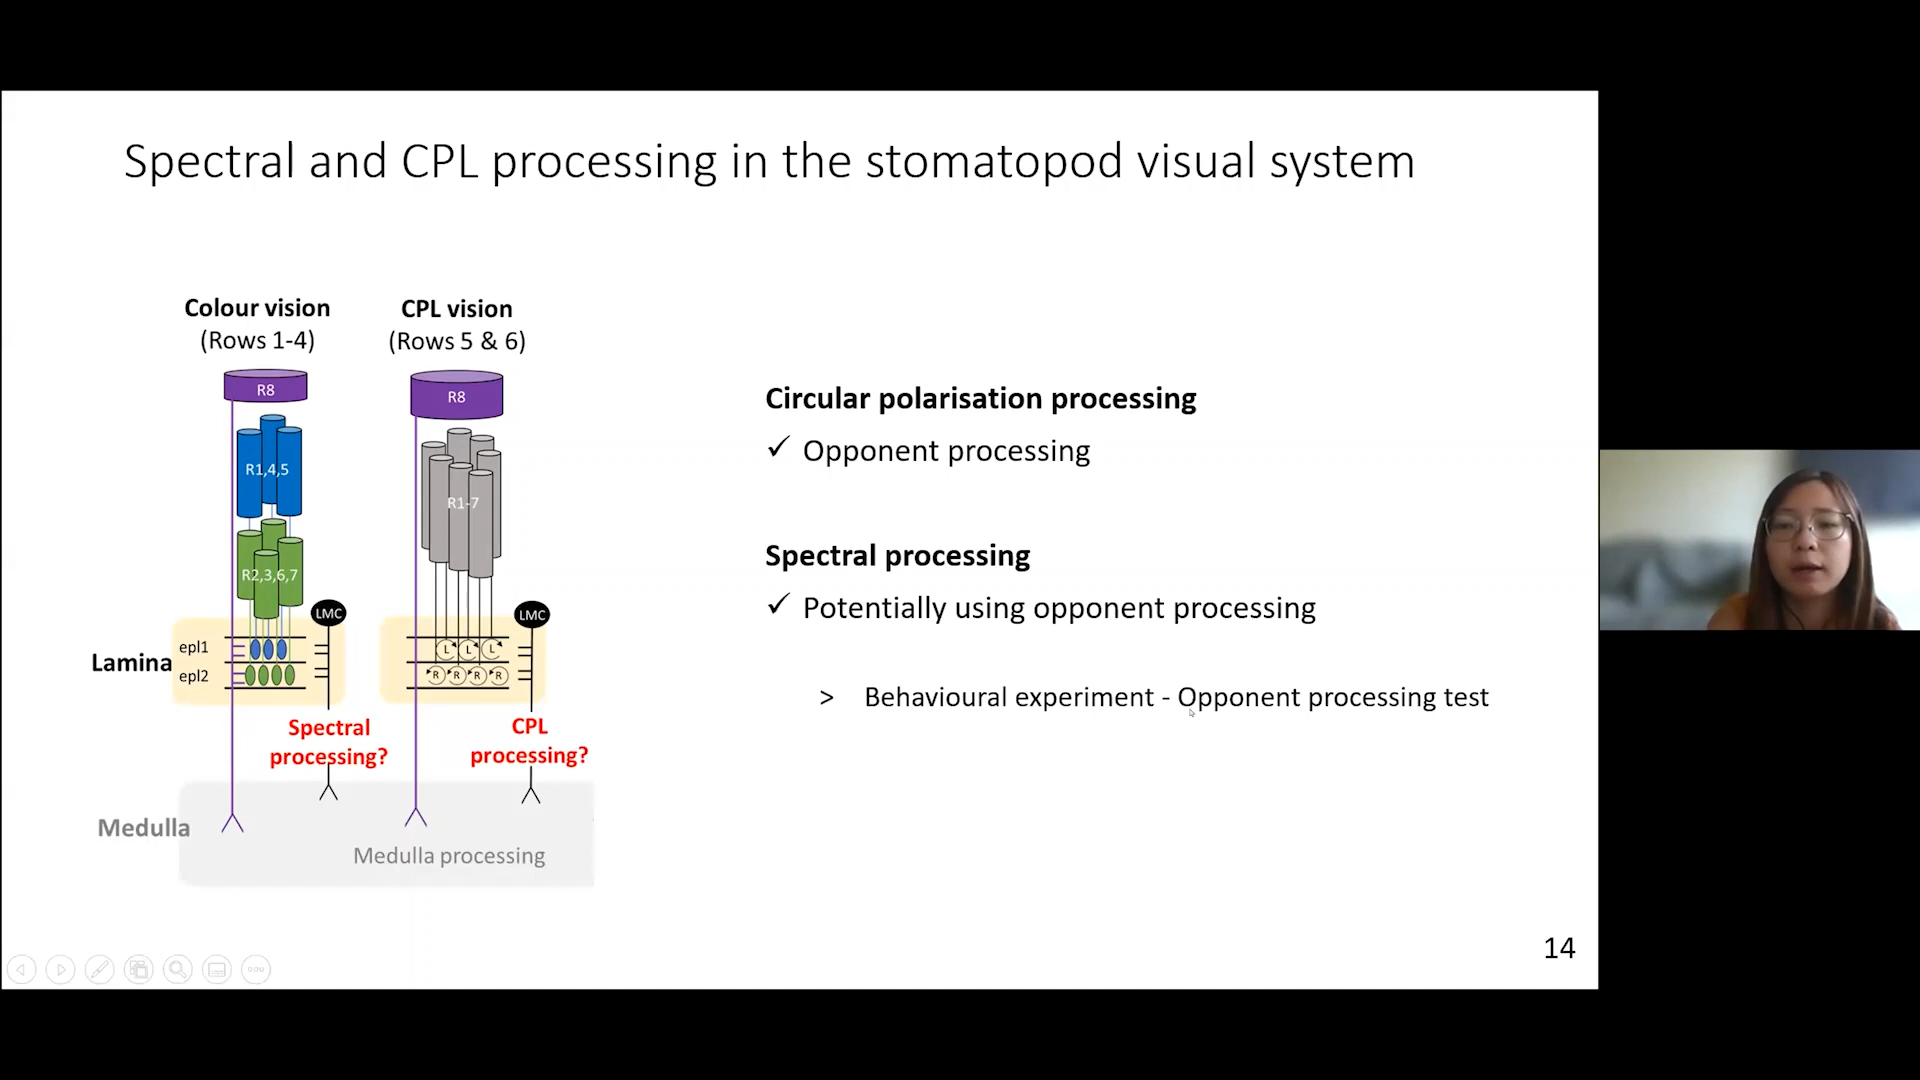 Spectral and CPL processing in the stomatopod visual system
Colour vision
(Rows 1-4)
CPL vision
(Rows 5 & 6)
R8
R8
R1,4,5
R1-7
R2,3,6,7
LMC
LMC
Lamina
epl1
epl2
L L L
R R R R
Spectral
processing?
CPL
processing?
Medulla
Medulla processing
Circular polarisation processing
✓ Opponent processing
Spectral processing
✓ Potentially using opponent processing
> Behavioural experiment - Opponent processing test
14